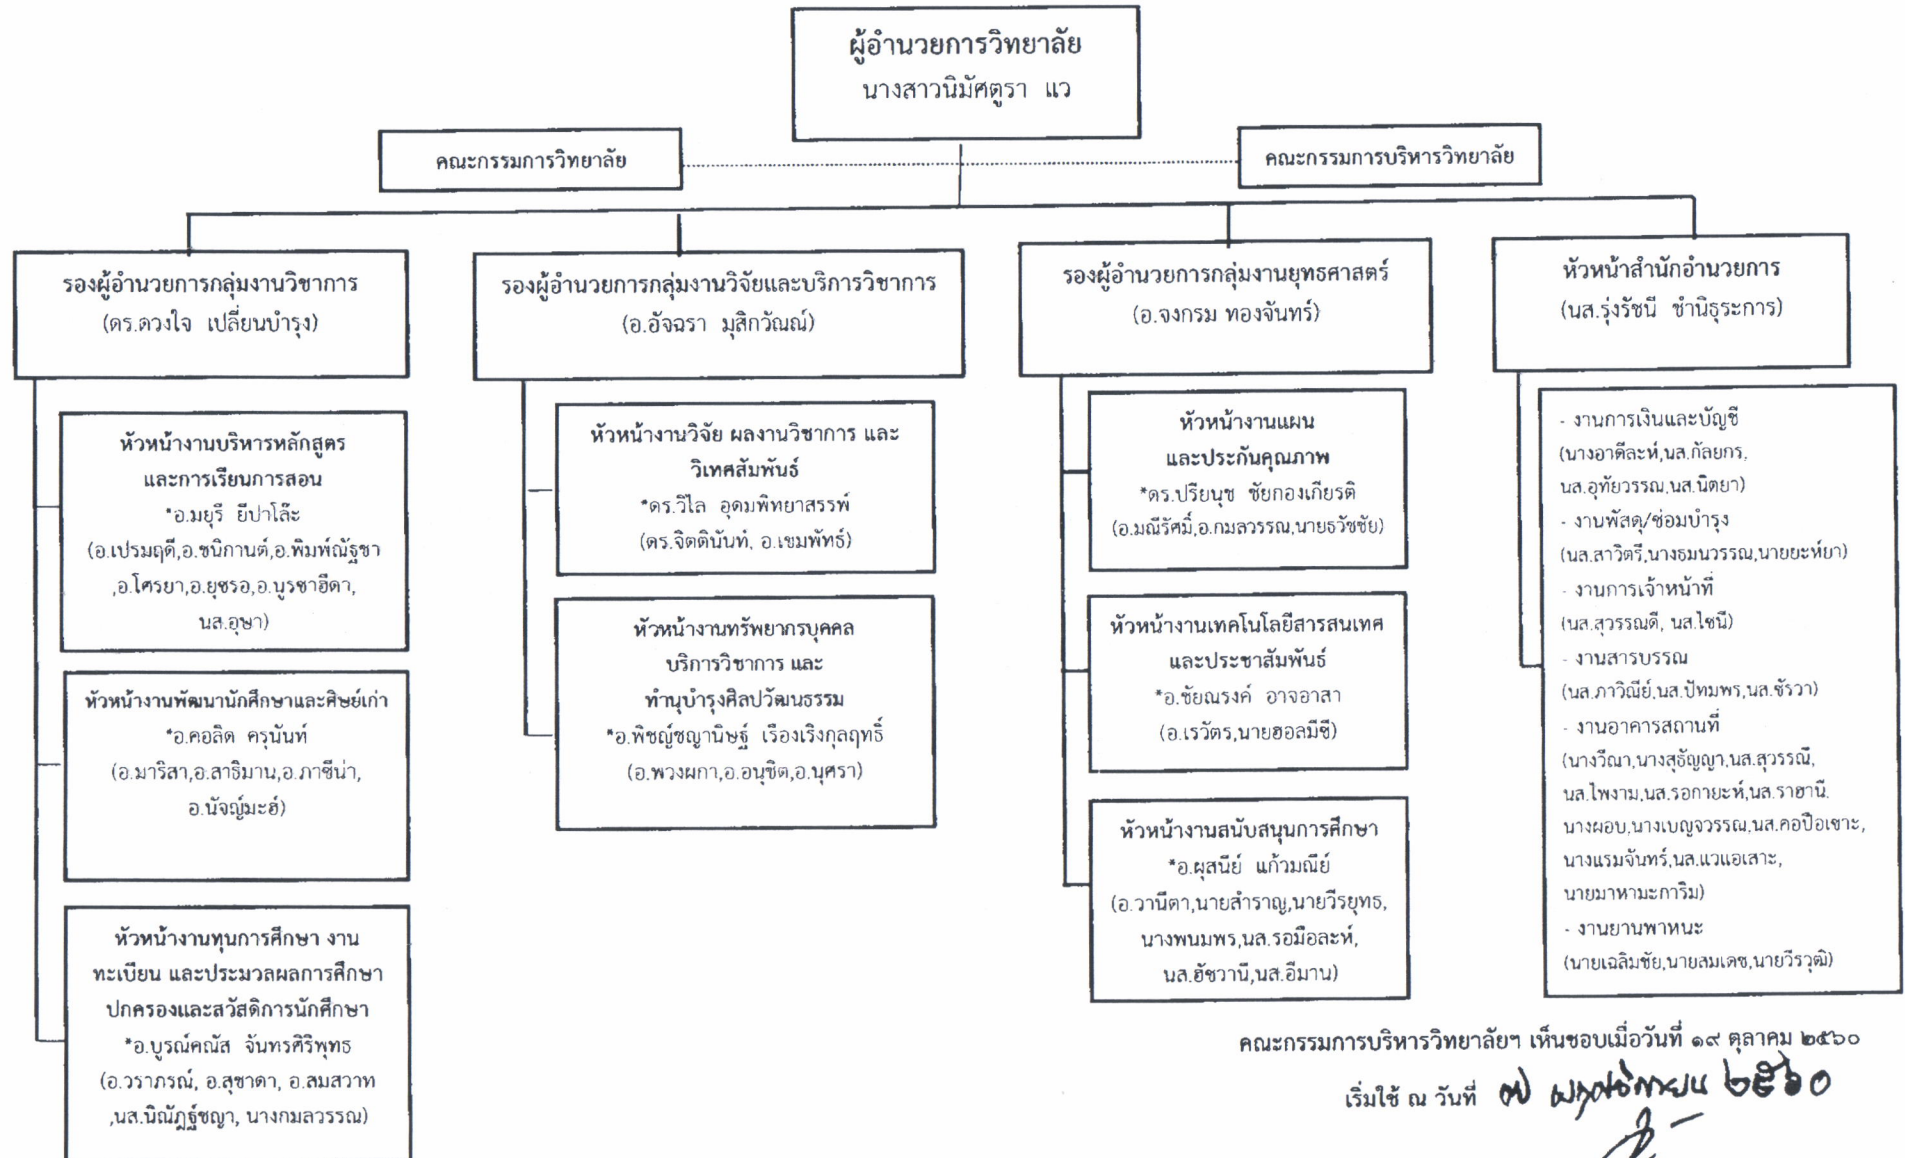 ผู้อำนวยการวิทยาลัย
นางสาวนิมัศตูรา แว
คณะกรรมการวิทยาลัย
คณะกรรมการบริหารวิทยาลัย
รองผู้อำนวยการกลุ่มงานวิชาการ
(ดร.ดวงใจ เปลี่ยนบำรุง)
หัวหน้างานบริหารหลักสูตร
และการเรียนการสอน
*อ.มยุรี ยีปาโล๊ะ
(อ.เปรมฤดี,อ.ชนิกานต์,อ.พิมพ์ณัฐชา
,อ.โศรยา,อ.ยุซรอ,อ.นูรซาฮีดา,
นส.อุษา)
หัวหน้างานพัฒนานักศึกษาและศิษย์เก่า
*อ.คอลิด ครุนันท์
(อ.มาริสา,อ.สาธิมาน,อ.ภาซีน่า,
อ.นัจญ์มะฮ์)
หัวหน้างานทุนการศึกษา งาน
ทะเบียน และประมวลผลการศึกษา
ปกครองและสวัสดิการนักศึกษา
*อ.บูรณ์คณัส จันทรศิริพุทธ
(อ.วราภรณ์, อ.สุชาดา, อ.สมสวาท
,นส.นิณัฎฐ์ชญา, นางกมลวรรณ)
รองผู้อำนวยการกลุ่มงานวิจัยและบริการวิชาการ
(อ.อัจฉรา มุสิกวัณณ์)
หัวหน้างานวิจัย ผลงานวิชาการ และ
วิเทศสัมพันธ์
*ดร.วิไล อุดมพิทยาสรรพ์
(ดร.จิตตินันท์, อ.เขมพัทธ์)
หัวหน้างานทรัพยากรบุคคล
บริการวิชาการ และ
ทำนุบำรุงศิลปวัฒนธรรม
*อ.พิชญ์ชญานิษฐ์ เรืองเริงกุลฤทธิ์
(อ.พวงผกา,อ.อนุชิต,อ.นุศรา)
รองผู้อำนวยการกลุ่มงานยุทธศาสตร์
(อ.จงกรม ทองจันทร์)
หัวหน้างานแผน
และประกันคุณภาพ
*ดร.ปรียนุช ชัยกองเกียรติ
(อ.มณีรัศมิ์,อ.กมลวรรณ,นายธวัชชัย)
หัวหน้างานเทคโนโลยีสารสนเทศ
และประชาสัมพันธ์
*อ.ชัยณรงค์ อาจอาสา
(อ.เรวัตร,นายฮอลมีซี)
หัวหน้างานสนับสนุนการศึกษา
*อ.ผุสนีย์ แก้วมณีย์
(อ.วานีตา,นายสำราญ,นายวีรยุทธ,
นางพนมพร,นส.รอมือละห์,
นส.ฮัซวานี,นส.อีมาน)
หัวหน้าสำนักอำนวยการ
(นส.รุ่งรัชนี ชำนิธุระการ)
- งานการเงินและบัญชี
(นางอาดีละห์,นส.กัลยกร,
นส.อุทัยวรรณ,นส.นิตยา)
- งานพัสดุ/ซ่อมบำรุง
(นส.สาวิตรี,นางธมนวรรณ,นายยะห์ยา)
- งานการเจ้าหน้าที่
(นส.สุวรรณดี, นส.ไซนี)
- งานสารบรรณ
(นส.ภาวิณีย์,นส.ปัทมพร,นส.ซัรวา)
- งานอาคารสถานที่
(นางวีณา,นางสุธัญญา,นส.สุวรรณี,
นส.ไพงาม,นส.รอกายะห์,นส.ราฮานี.
นางผอบ,นางเบญจวรรณ,นส.คอปือเซาะ,
นางแรมจันทร์,นส.แวแอเสาะ,
นายมาหามะการิม)
- งานยานพาหนะ
(นายเฉลิมชัย,นายสมเดช,นายวีรวุฒิ)
คณะกรรมการบริหารวิทยาลัยฯ เห็นชอบเมื่อวันที่ ๑๙ ตุลาคม ๒๕๖๐
เริ่มใช้ ณ วันที่ พฤศจิกายน ๒๕๖๐